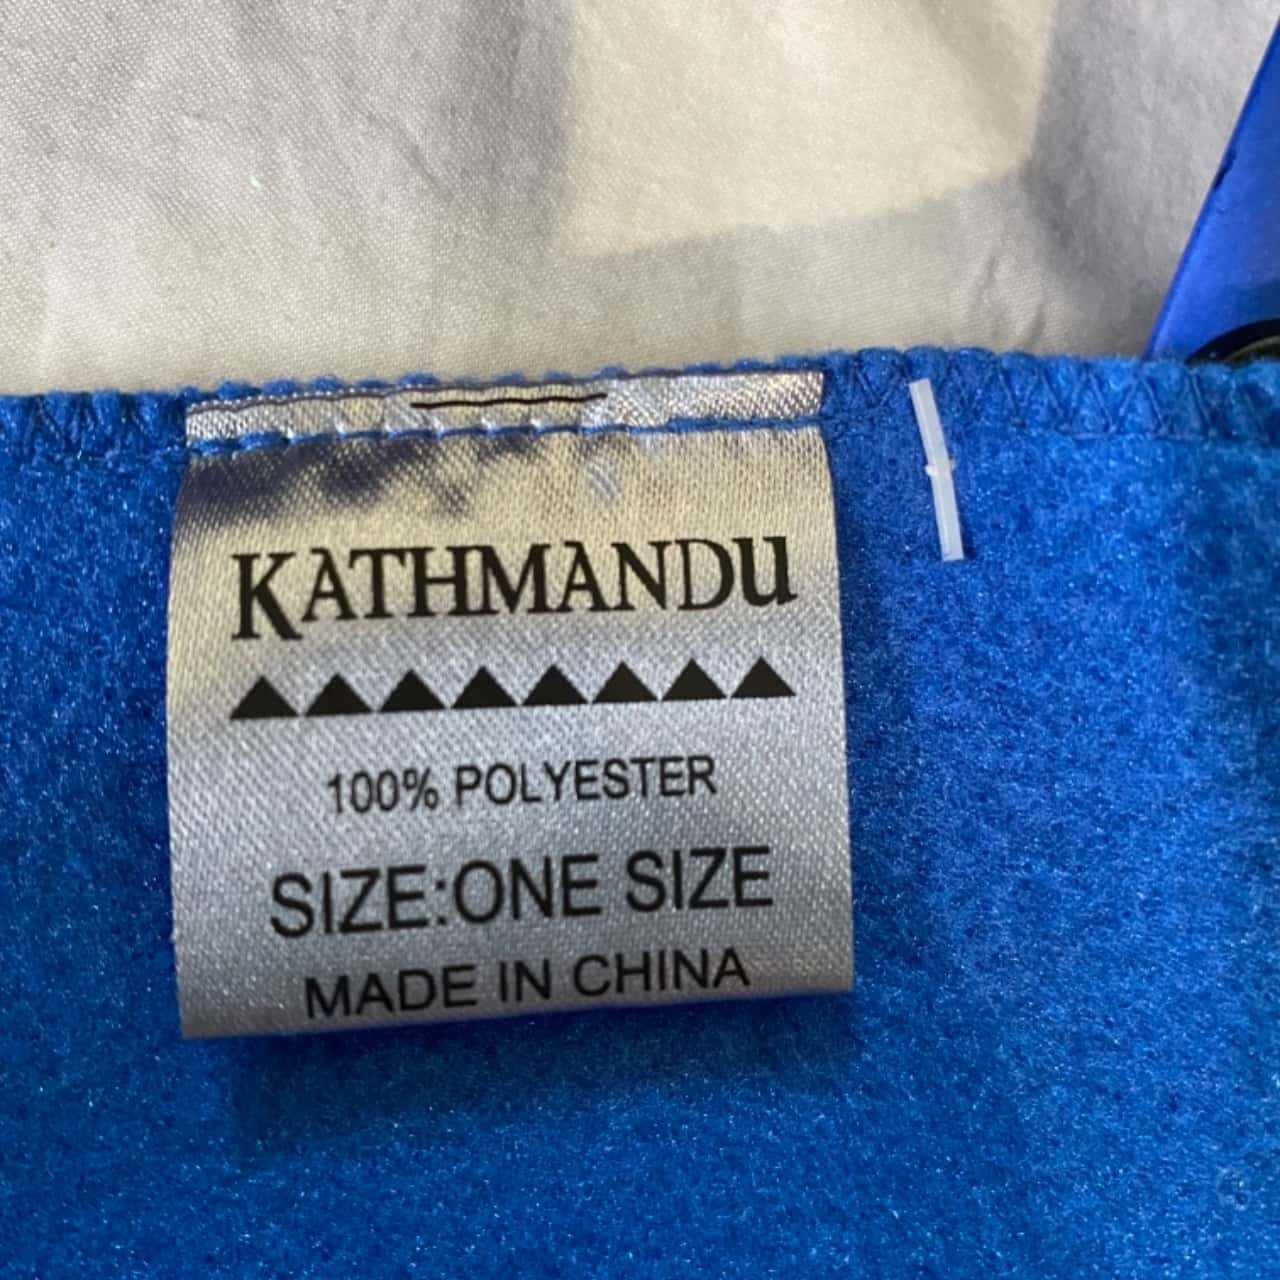 KATHMANDU
100% POLYESTER
SIZE:ONE SIZE
MADE IN CHINA